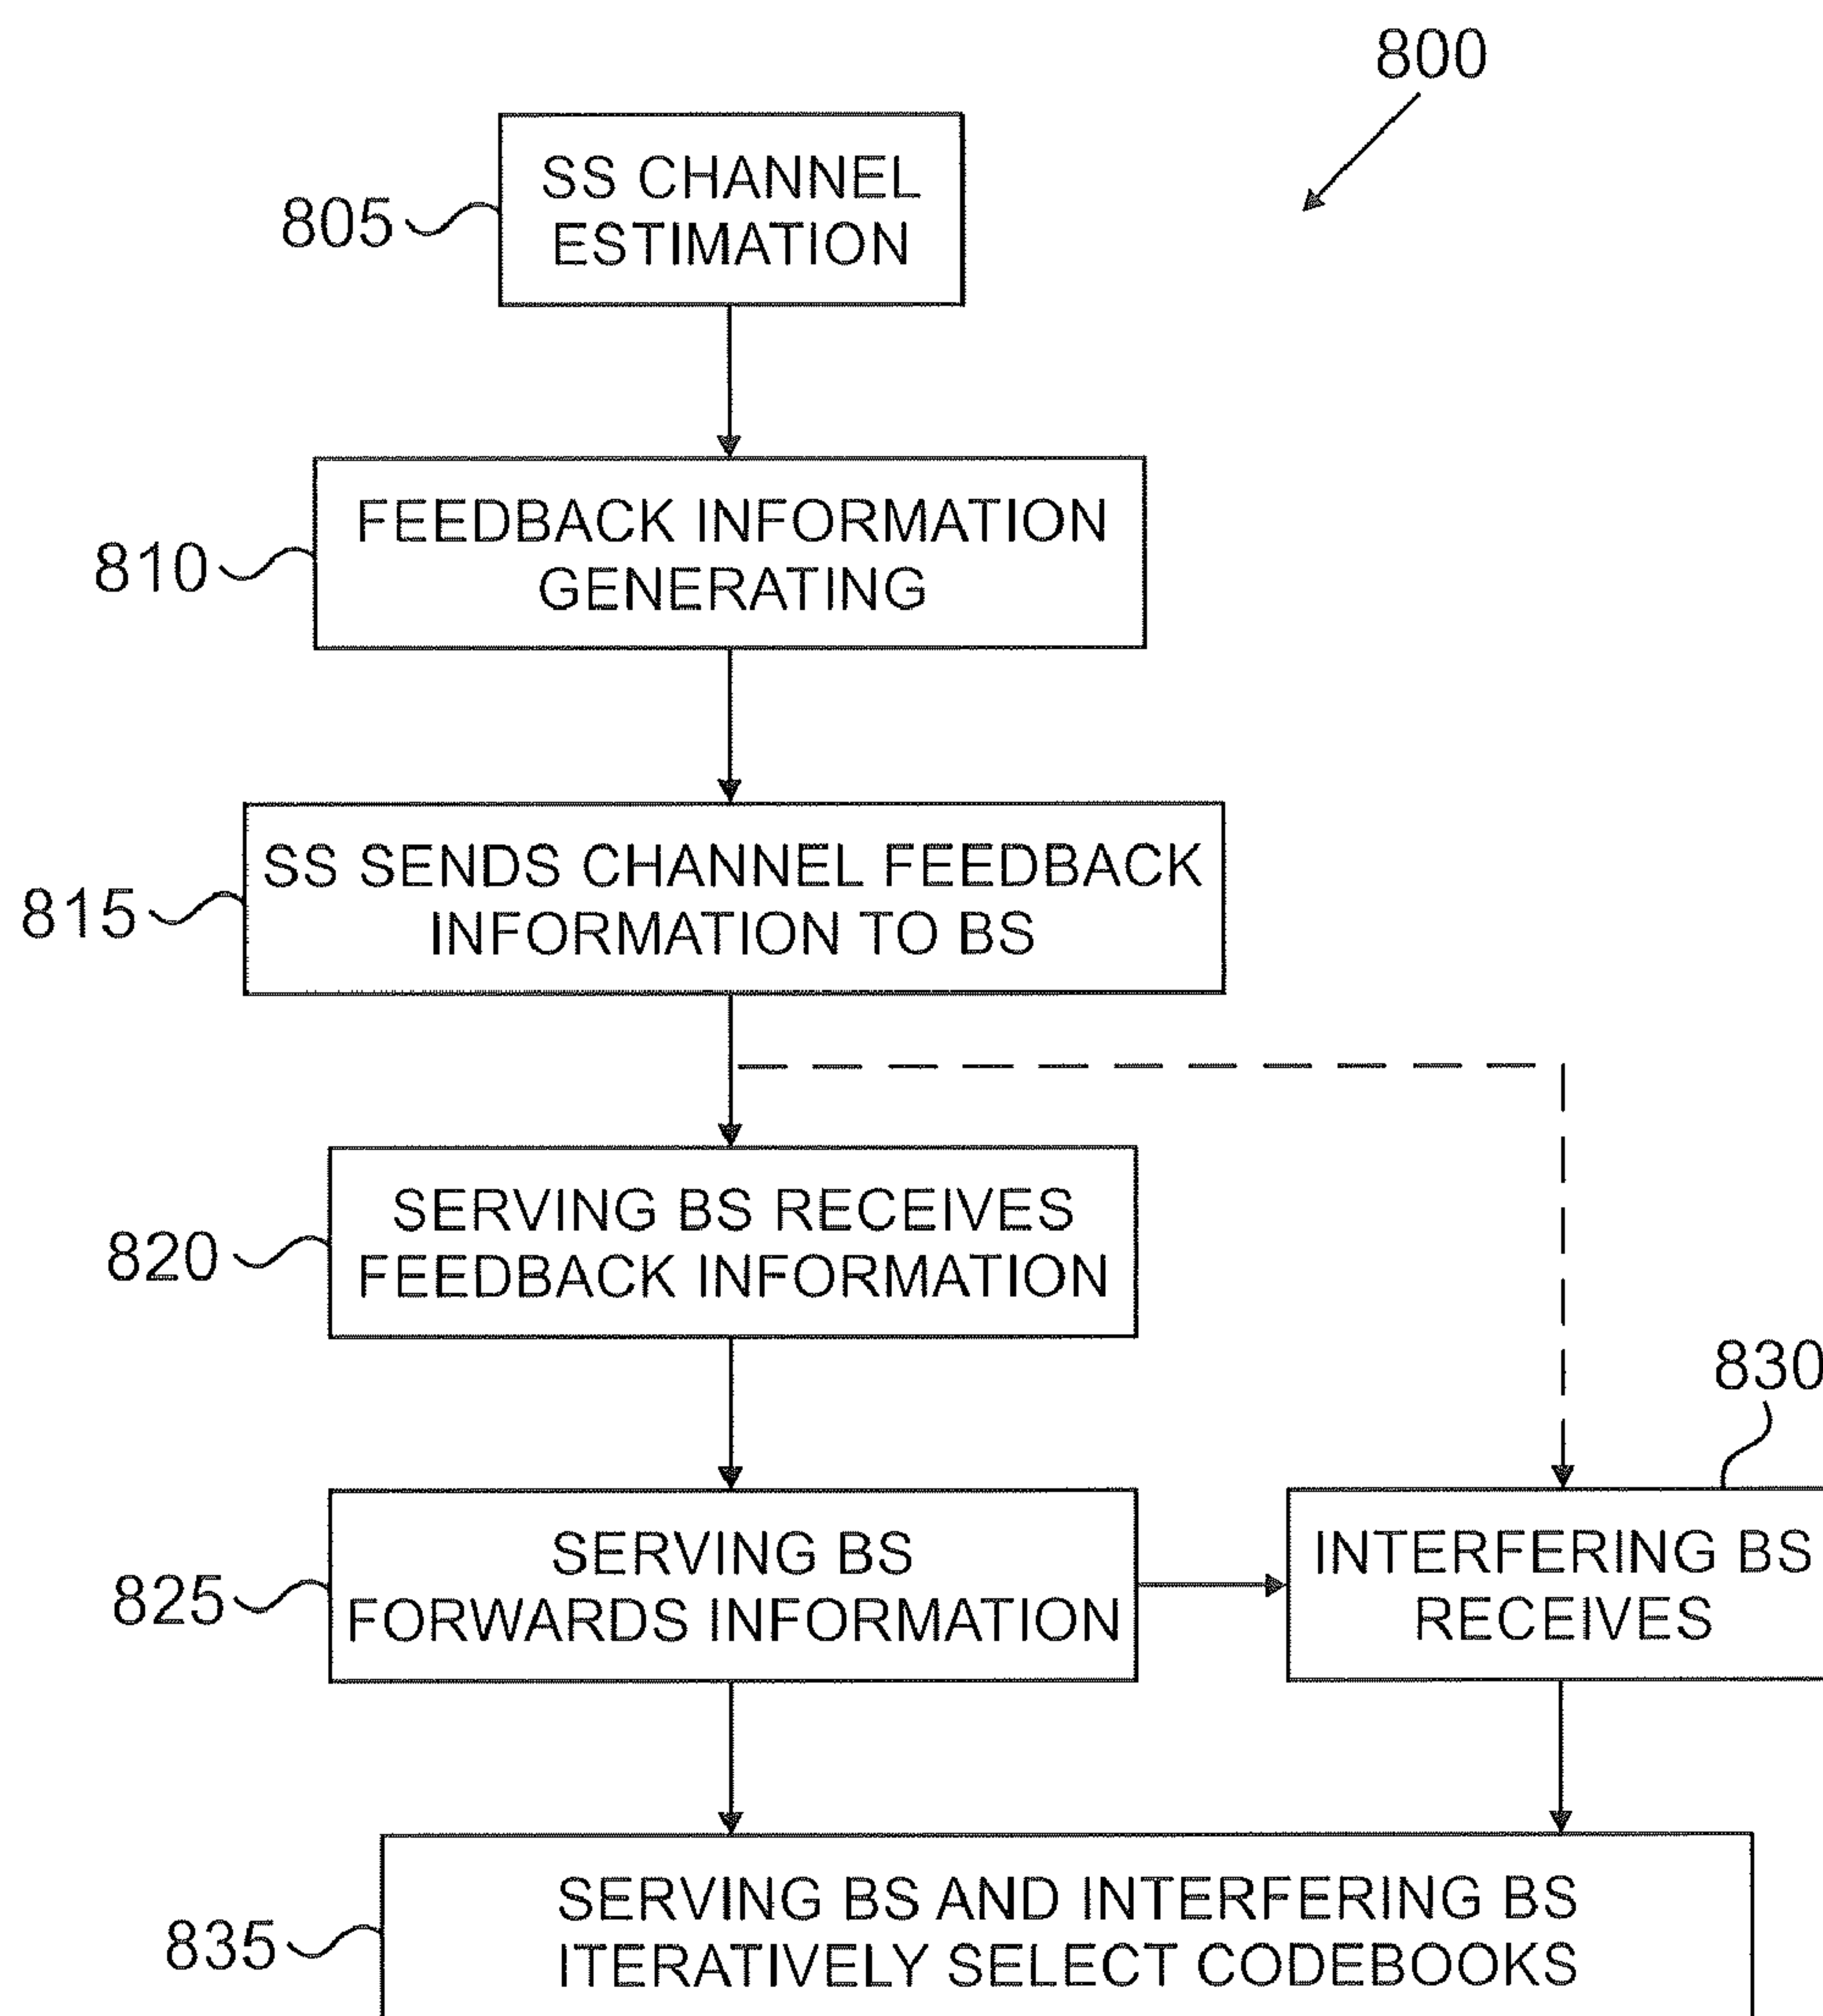 800
SS CHANNEL
ESTIMATION
805
FEEDBACK INFORMATION
GENERATING
810
SS SENDS CHANNEL FEEDBACK
INFORMATION TO BS
815
SERVING BS RECEIVES
FEEDBACK INFORMATION
820
830
SERVING BS
FORWARDS INFORMATION
825
INTERFERING BS
RECEIVES
SERVING BS AND INTERFERING BS
ITERATIVELY SELECT CODEBOOKS
835